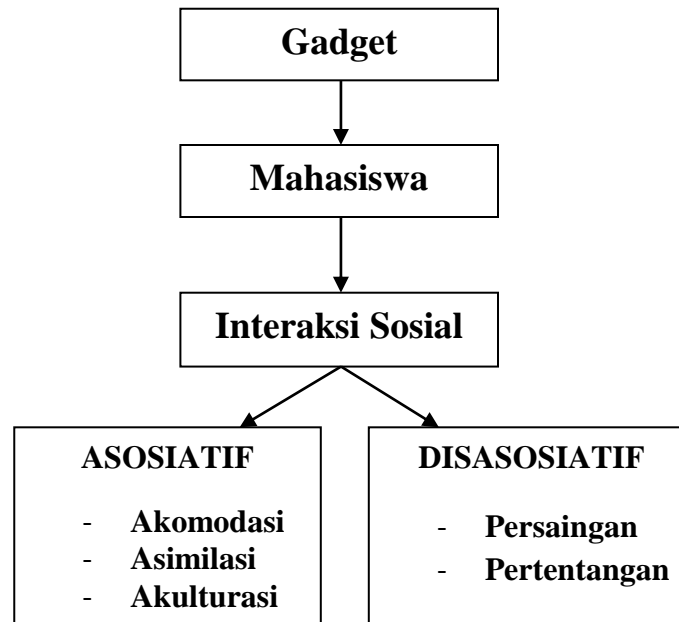 Gadget
Mahasiswa
Interaksi Sosial
ASOSIATIF
- Akomodasi
- Asimilasi
- Akulturasi
DISASOSIATIF
- Persaingan
- Pertentangan